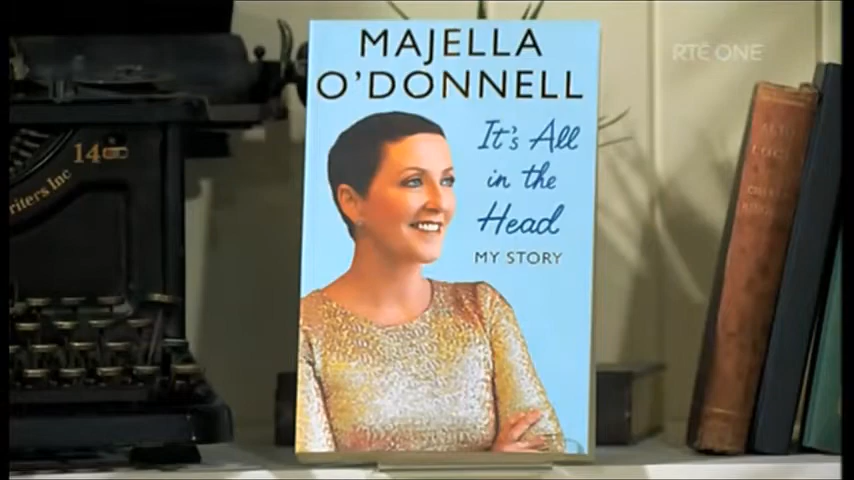 MAJELLA
O'DONNELL
It's All
in the
Head
MY STORY
RTÉ ONE
14
riters Inc